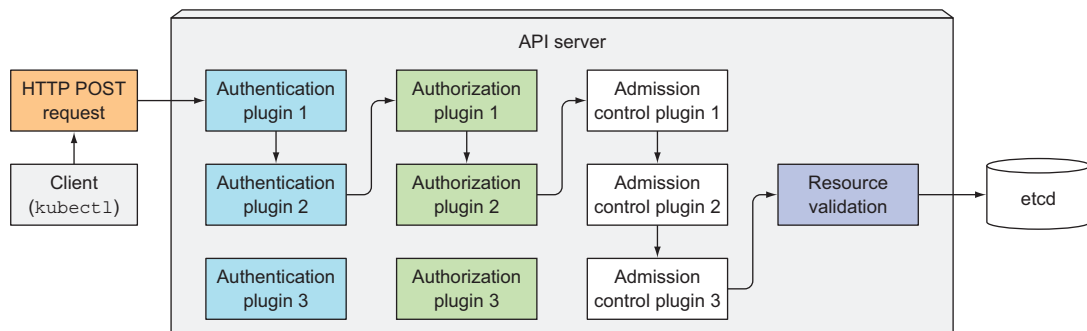 API server
HTTP POST
request
Client
(kubectl)
Authentication
plugin 1
Authentication
plugin 2
Authentication
plugin 3
Authorization
plugin 1
Authorization
plugin 2
Authorization
plugin 3
Admission
control plugin 1
Admission
control plugin 2
Admission
control plugin 3
Resource
validation
etcd